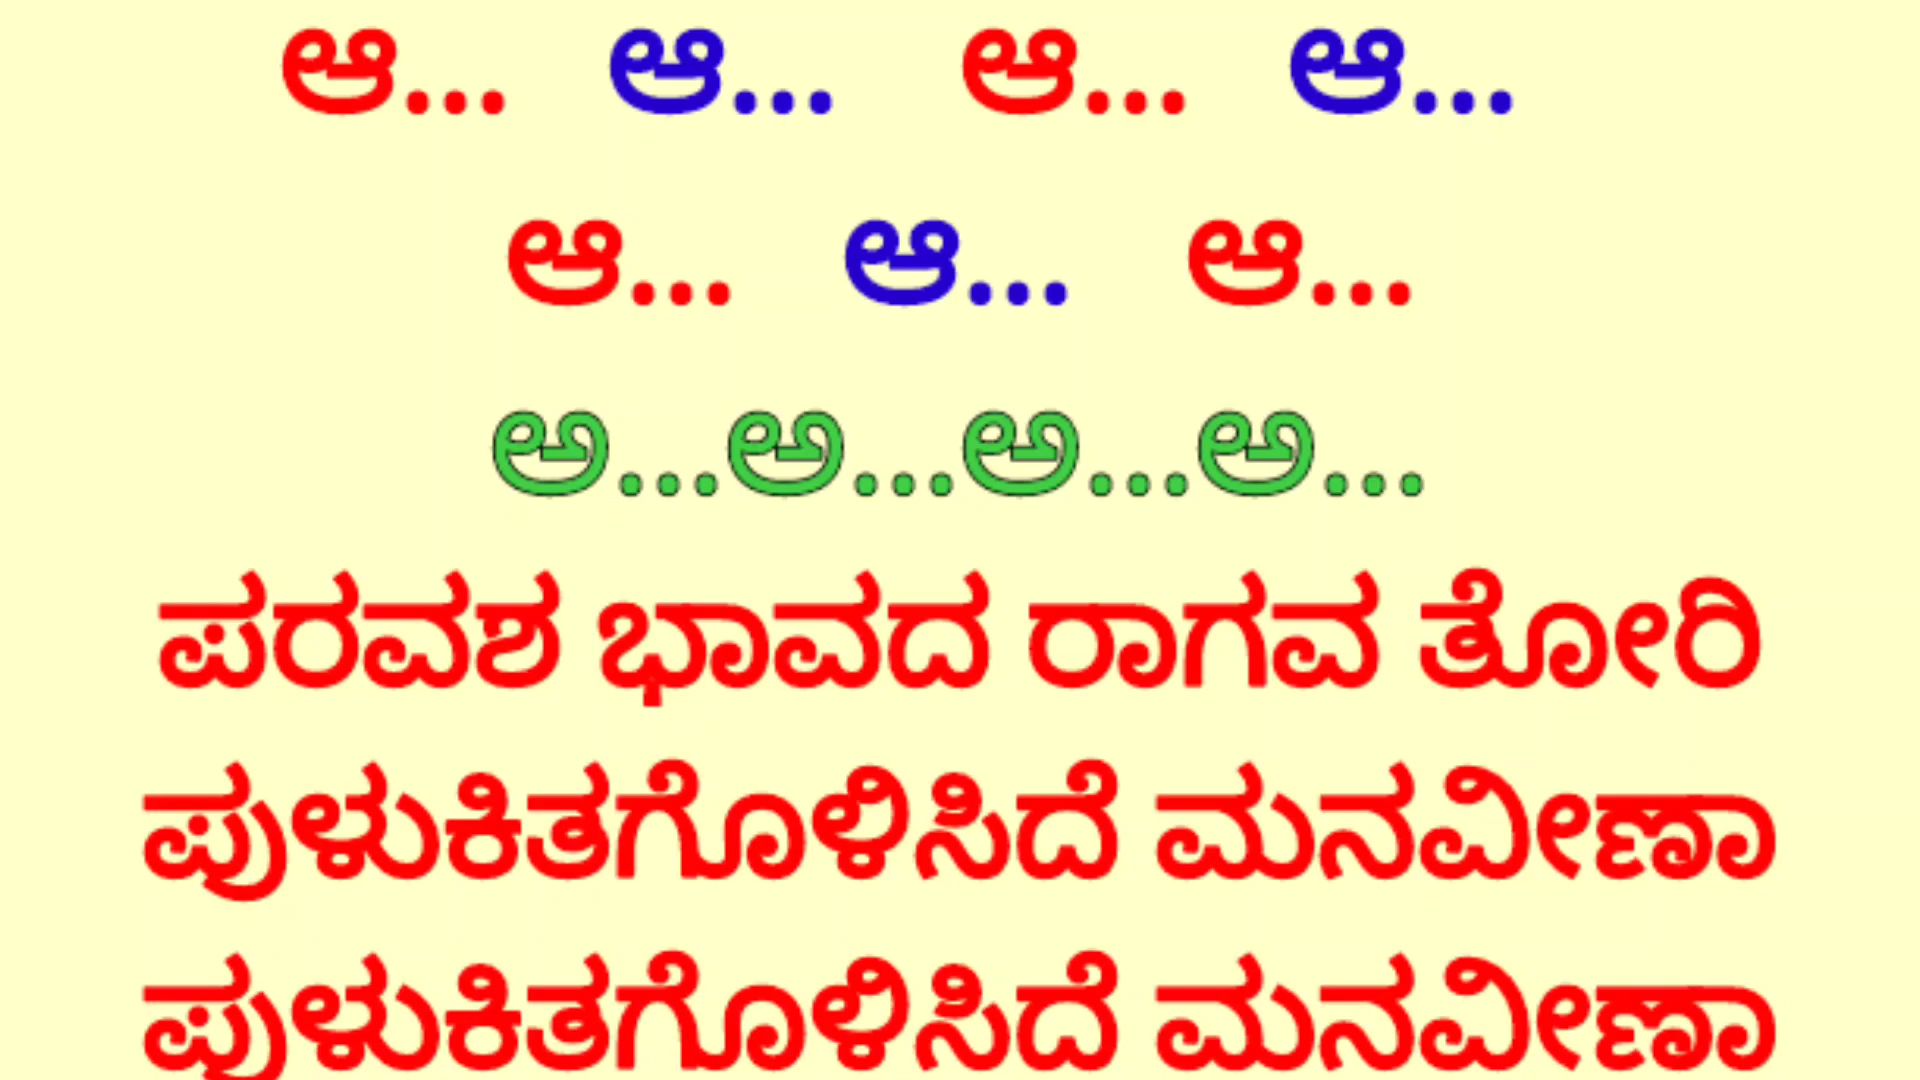 ಆ... ಆ... ಆ... ಆ...
ಆ... ಆ... ಆ...
ಅ...ಅ...ಅ...ಅ...
ಪರವಶ ಭಾವದ ರಾಗವ ತೋರಿ
ಪುಳುಕಿತಗೊಳಿಸಿದೆ ಮನವೀಣಾ
ಪುಳುಕಿತಗೊಳಿಸಿದೆ ಮನವೀಣಾ